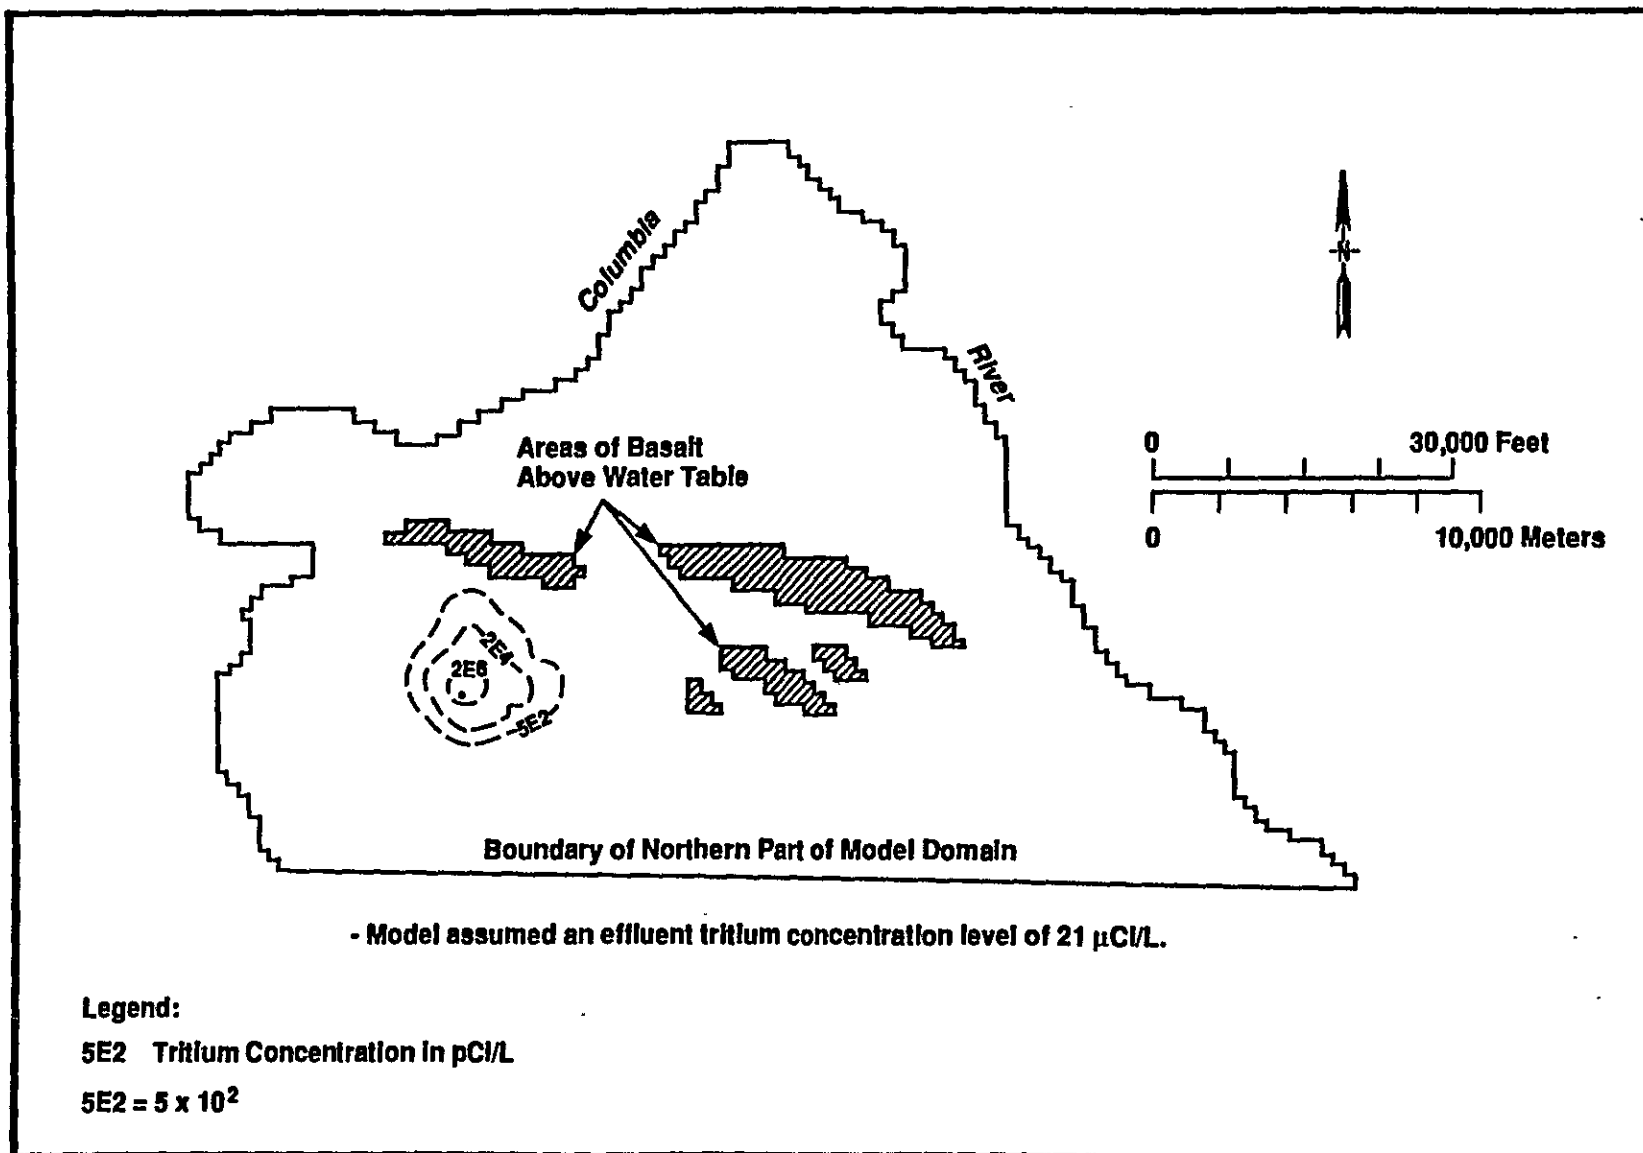 Columbia
River
N
0 30,000 Feet
0 10,000 Meters
Areas of Basalt
Above Water Table
2E4
2E6
5E2
Boundary of Northern Part of Model Domain
- Model assumed an effluent tritium concentration level of 21 µCi/L.
Legend:
5E2 Tritium Concentration in pCi/L
5E2 = 5 x 10²